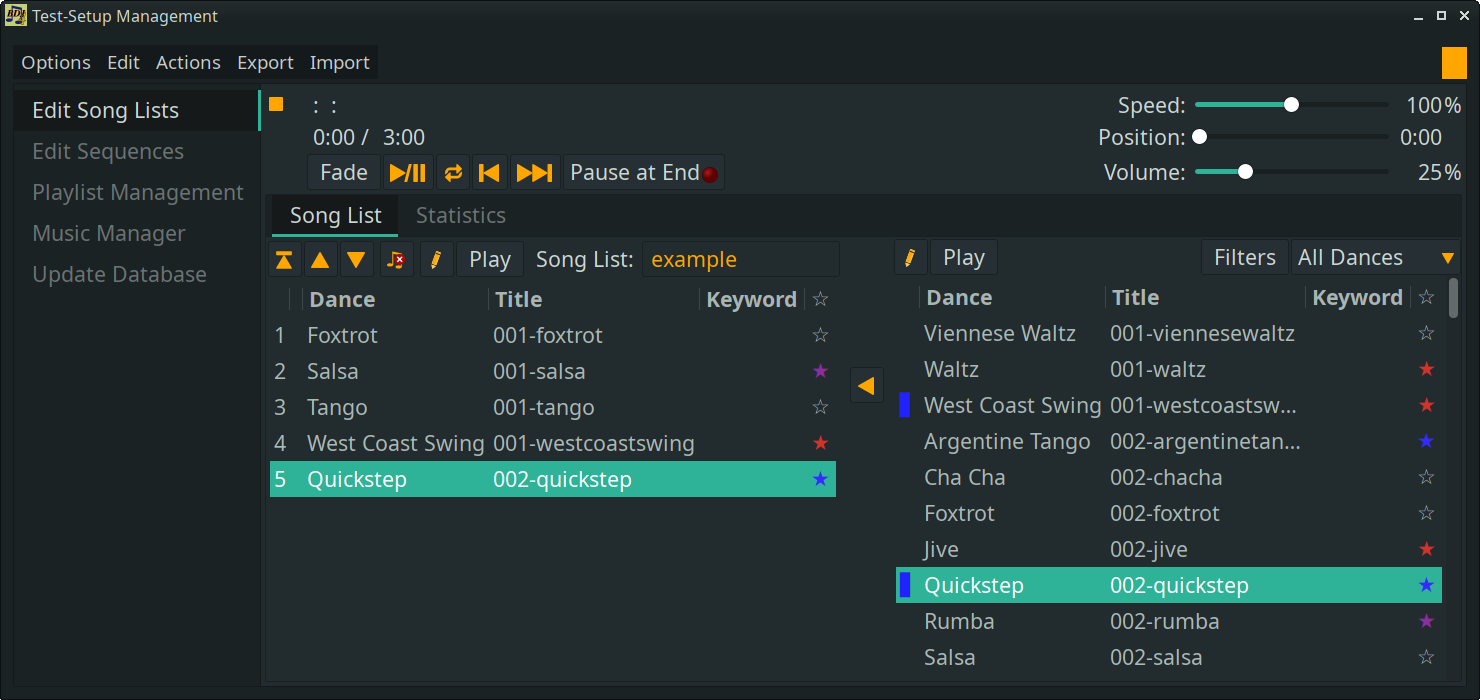 Test-Setup Management
Options Edit Actions Export Import
Edit Song Lists
Edit Sequences
Playlist Management
Music Manager
Update Database
: :
0:00 / 3:00
Fade
Pause at End
Speed: 100%
Position: 0:00
Volume: 25%
Song List Statistics
Play Song List: example
Dance Title Keyword ☆
1 Foxtrot 001-foxtrot ☆
2 Salsa 001-salsa ★
3 Tango 001-tango ☆
4 West Coast Swing 001-westcoastswing ★
5 Quickstep 002-quickstep ★
Play Filters All Dances
Dance Title Keyword ☆
Viennese Waltz 001-viennesewaltz ☆
Waltz 001-waltz ★
West Coast Swing 001-westcoastsw... ★
Argentine Tango 002-argentinetan... ★
Cha Cha 002-chacha ☆
Foxtrot 002-foxtrot ☆
Jive 002-jive ★
Quickstep 002-quickstep ★
Rumba 002-rumba ★
Salsa 002-salsa ☆